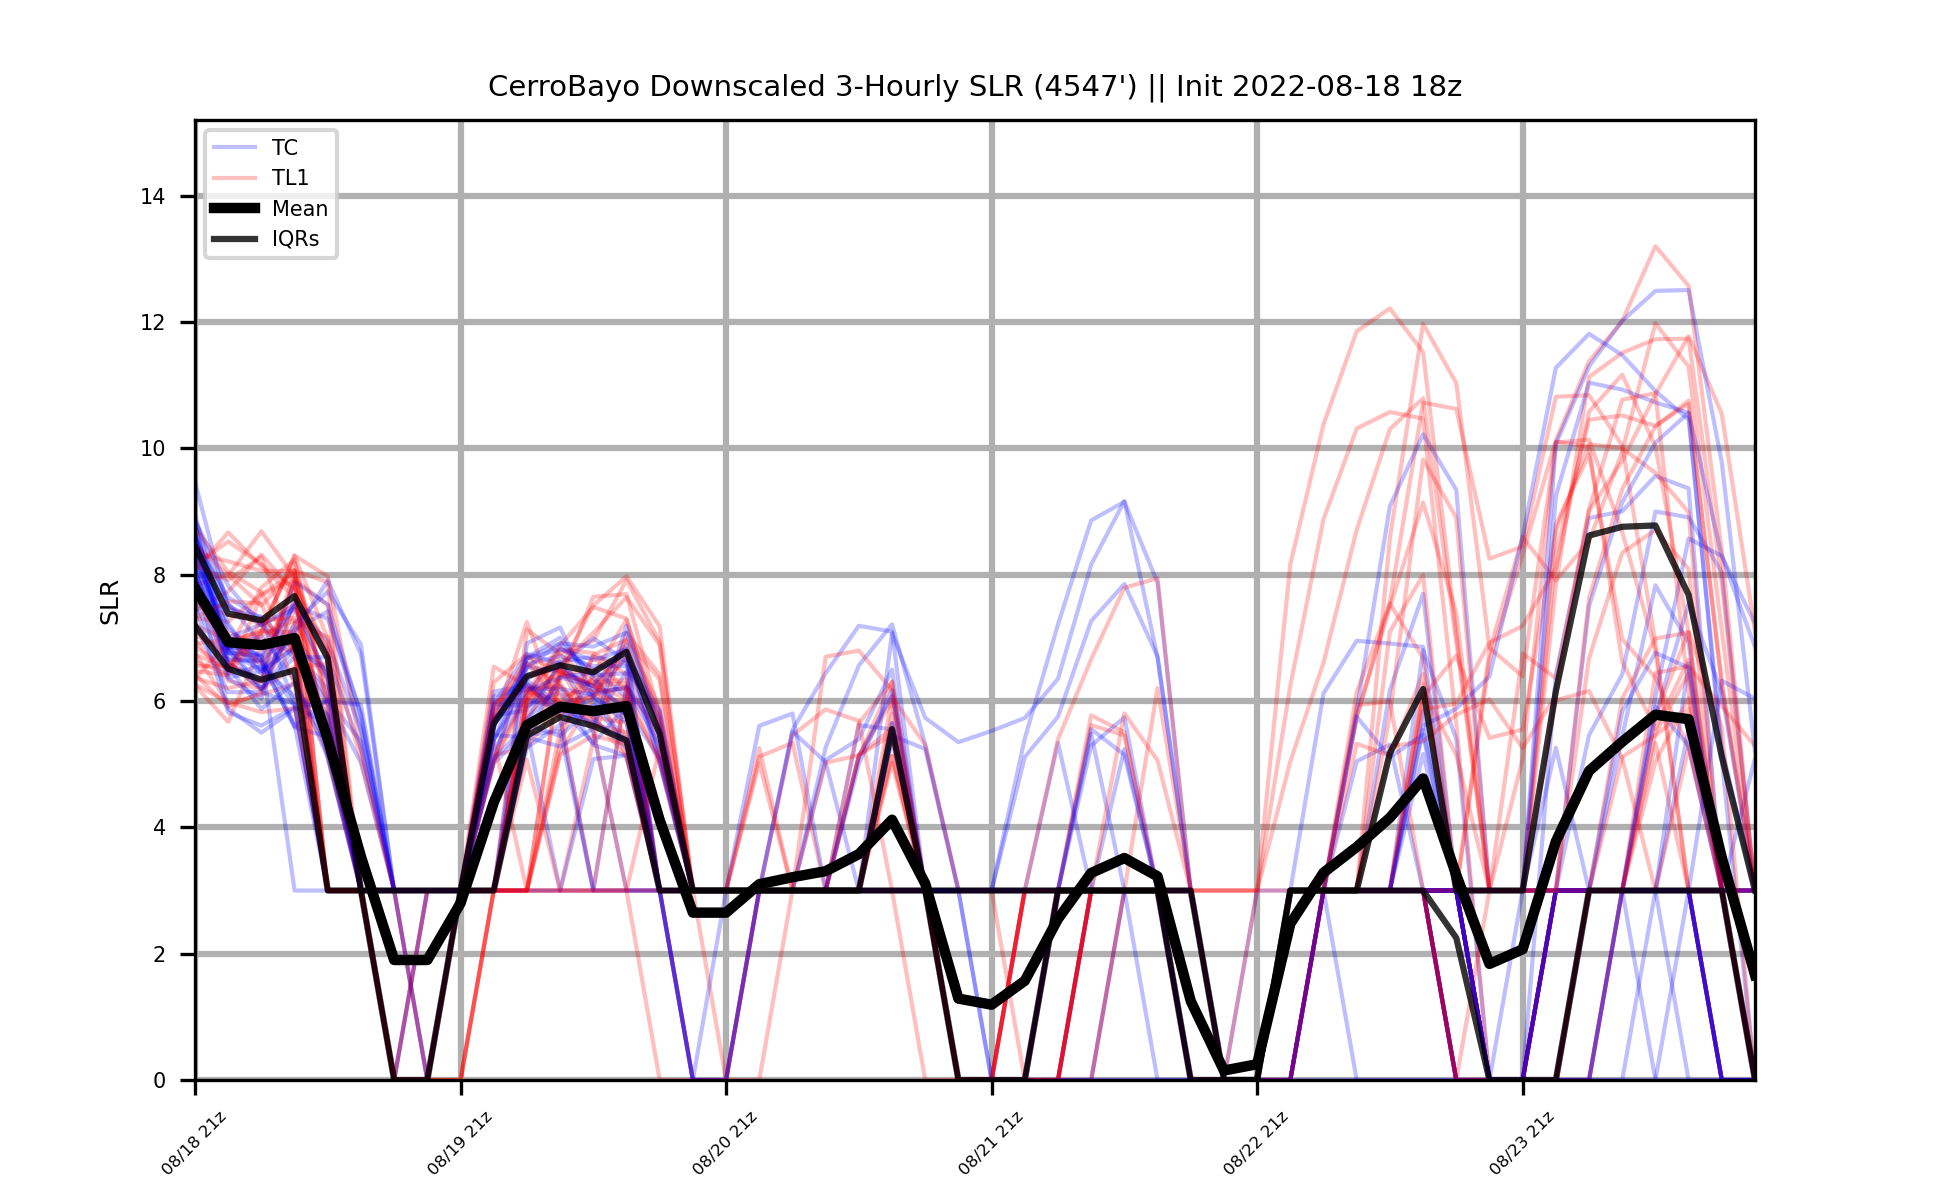 CerroBayo Downscaled 3-Hourly SLR (4547') || Init 2022-08-18 18z
TC
TL1
Mean
IQRs
14
12
10
8
6
4
2
0
SLR
08/18 21z
08/19 21z
08/20 21z
08/21 21z
08/22 21z
08/23 21z